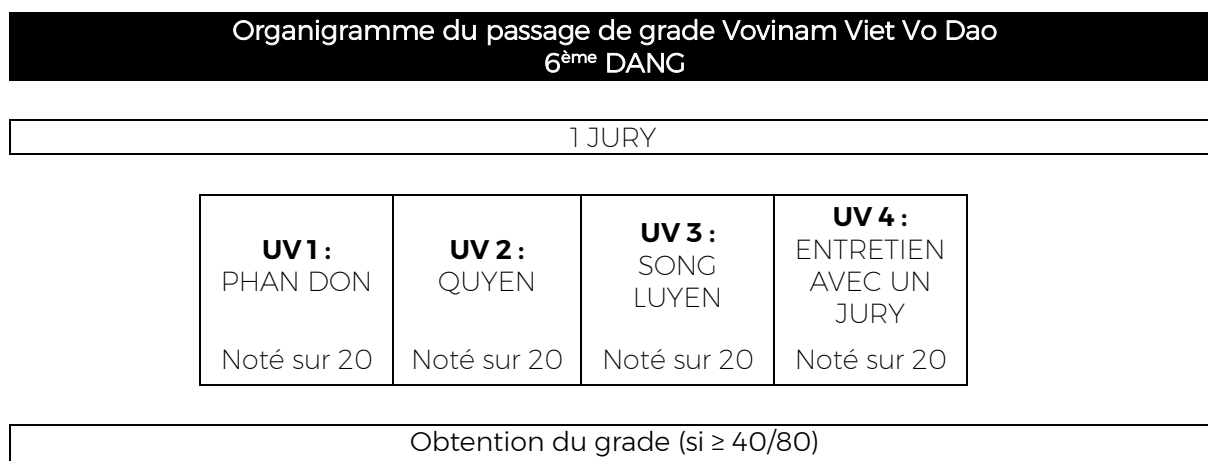 Organigramme du passage de grade Vovinam Viet Vo Dao
6ème DANG
1 JURY
UV 1 :
PHAN DON
Noté sur 20
UV 2 :
QUYEN
Noté sur 20
UV 3 :
SONG
LUYEN
Noté sur 20
UV 4 :
ENTRETIEN
AVEC UN
JURY
Noté sur 20
Obtention du grade (si ≥ 40/80)